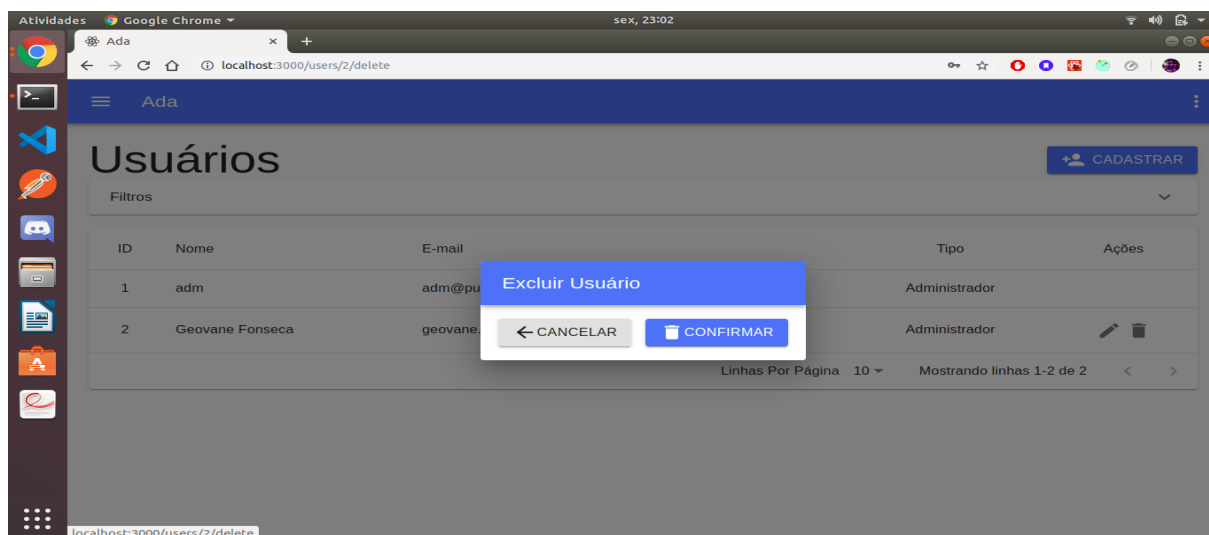 Atividades Google Chrome sex, 23:02
Ada
localhost:3000/users/2/delete
Ada
Usuários
CADASTRAR
Filtros
ID Nome E-mail Tipo Ações
1 adm adm@pu Administrador
2 Geovane Fonseca geovane. Administrador
Excluir Usuário
CANCELAR CONFIRMAR
Linhas Por Página 10 Mostrando linhas 1-2 de 2
localhost:3000/users/2/delete